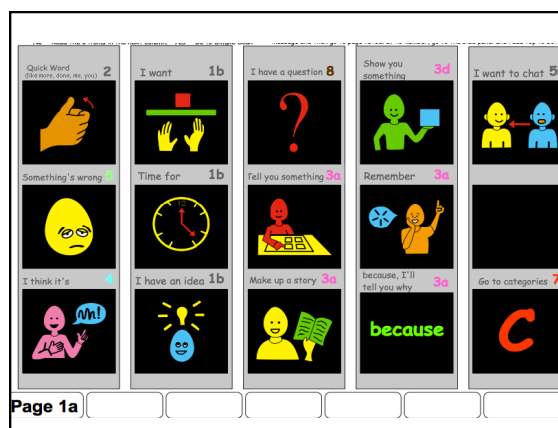 Quick Word 2
(like more, done, me, you)
I want 1b
I have a question 8
Show you
something 3d
I want to chat 5
Something's wrong 6
Time for 1b
12
Tell you something 3a
Remember 3a
I think it's 4
m!
I have an idea 1b
Make up a story 3a
because, I'll
tell you why 3a
Go to categories 7
?
because
C
Page 1a